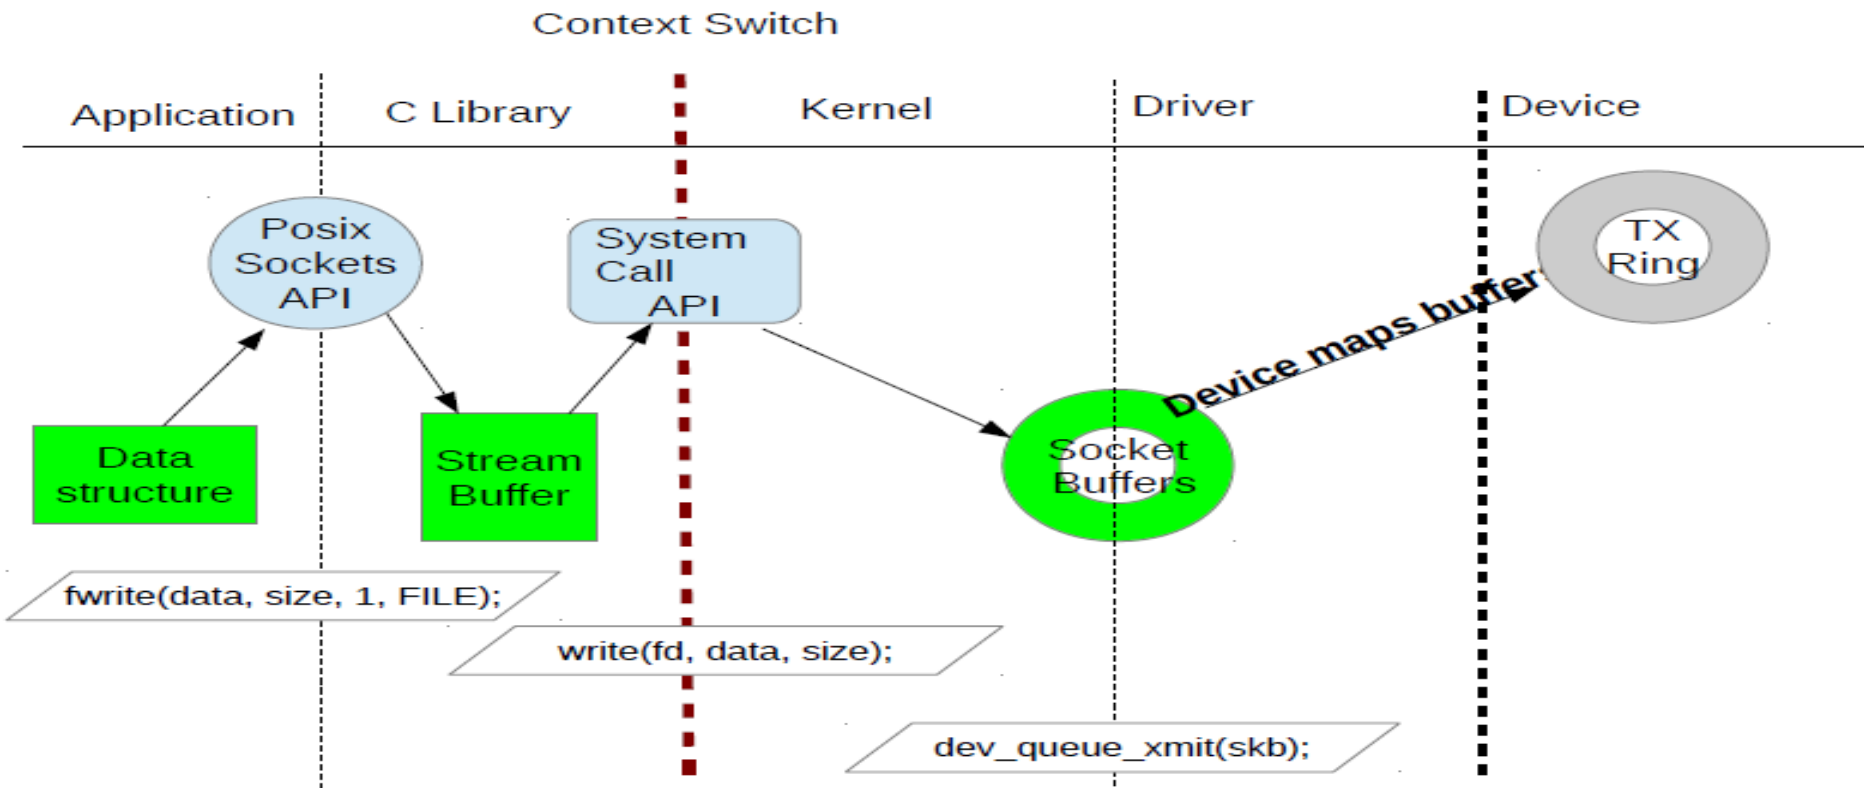 Context Switch
Application
C Library
Kernel
Driver
Device
Posix
Sockets
API
System
Call
API
TX
Ring
Device maps buffers
Data
structure
Stream
Buffer
Socket
Buffers
fwrite(data, size, 1, FILE);
write(fd, data, size);
dev_queue_xmit(skb);